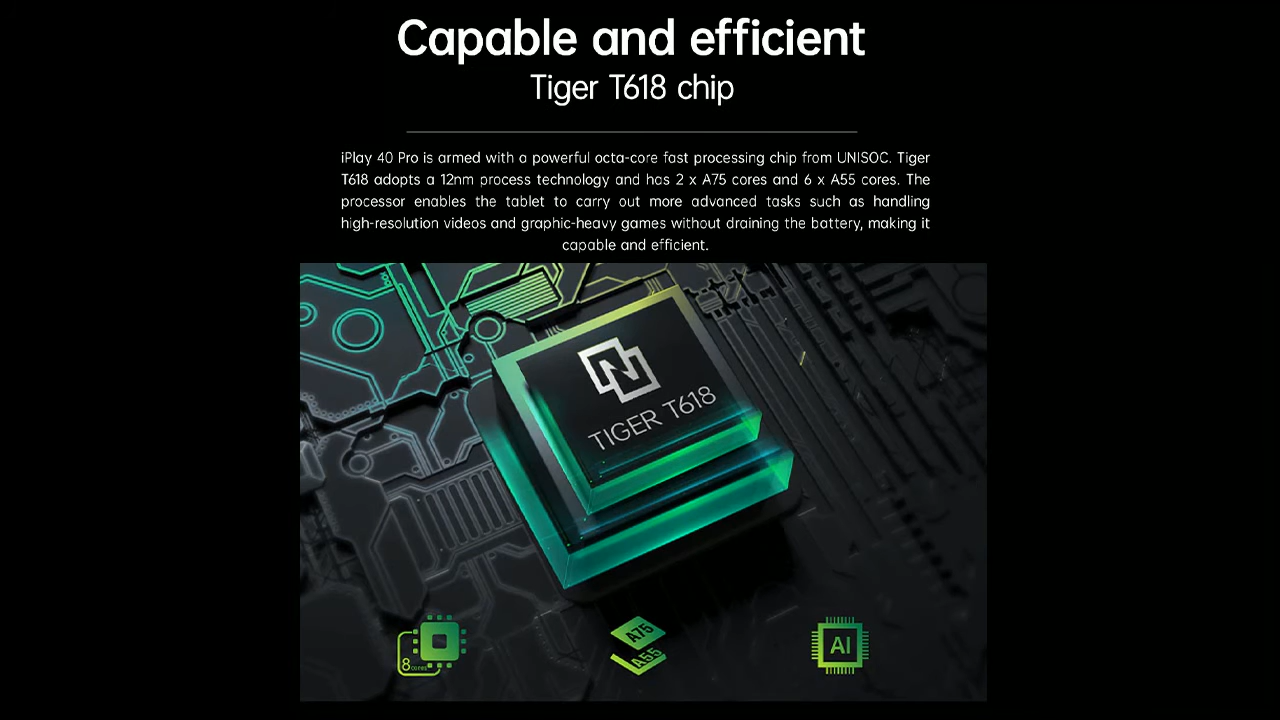 Capable and efficient
Tiger T618 chip
iPlay 40 Pro is armed with a powerful octa-core fast processing chip from UNISOC. Tiger
T618 adopts a 12nm process technology and has 2 x A75 cores and 6 x A55 cores. The
processor enables the tablet to carry out more advanced tasks such as handling
high-resolution videos and graphic-heavy games without draining the battery, making it
capable and efficient.
TIGER T618
8 cores
A75
A55
AI